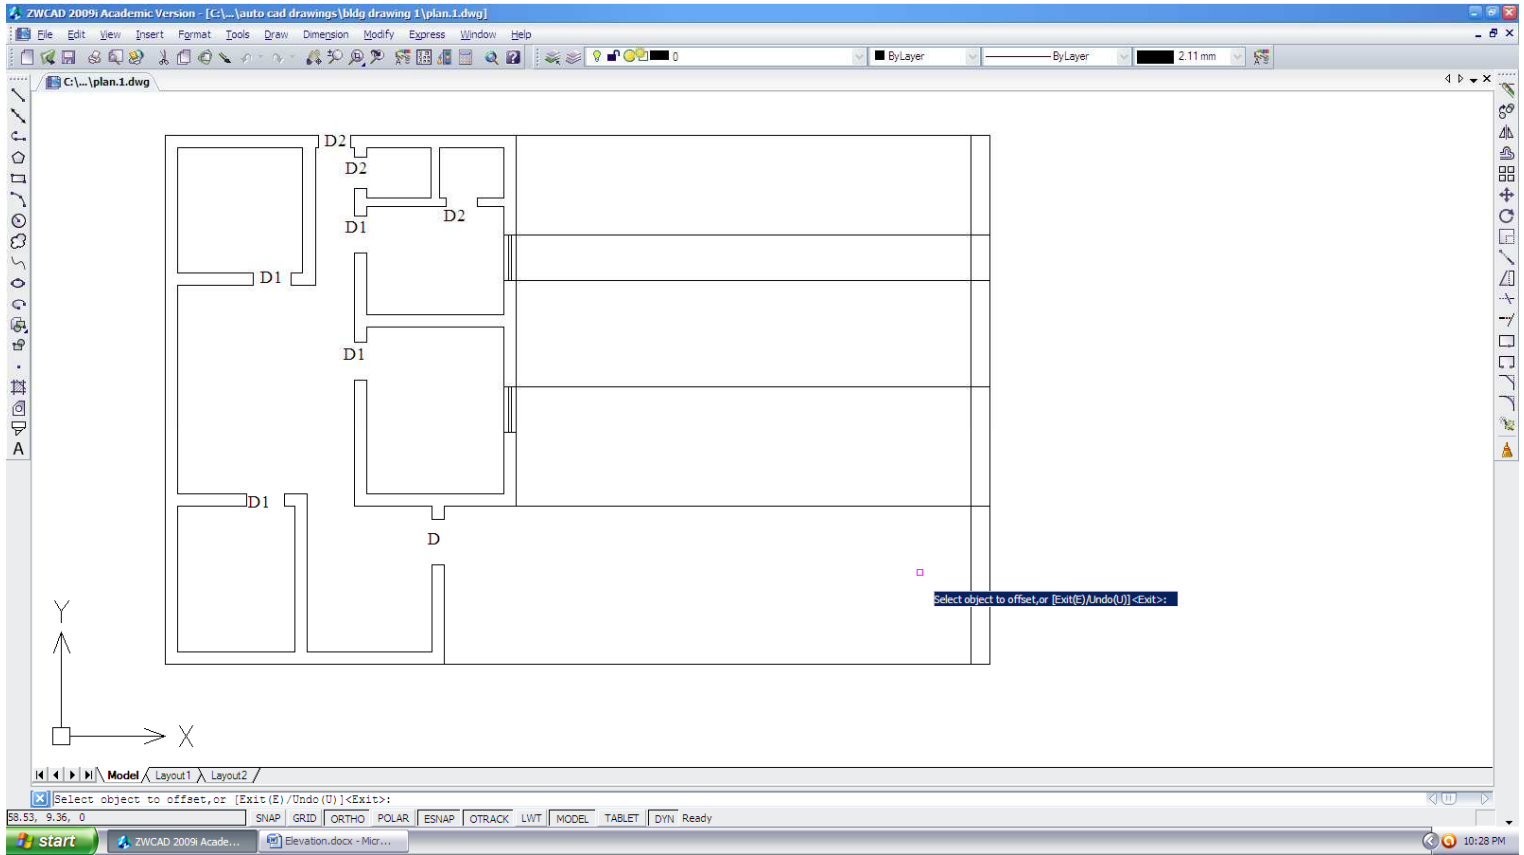 ZWCAD 2009i Academic Version - [C:\...\auto cad drawings\bldg drawing 1\plan.1.dwg]
File Edit View Insert Format Tools Draw Dimension Modify Express Window Help
0 ByLayer ByLayer 2.11 mm
C:\...\plan.1.dwg
D2
D2
D2
D1
D1
D1
D1
D
Select object to offset,or [Exit(E)/Undo(U)]<Exit>:
Y
X
A
Model Layout1 Layout2
Select object to offset,or [Exit(E)/Undo(U)]<Exit>:
58.53, 9.36, 0 SNAP GRID ORTHO POLAR ESNAP OTRACK LWT MODEL TABLET DYN Ready
start ZWCAD 2009i Acade... Elevation.docx - Micr... 10:28 PM